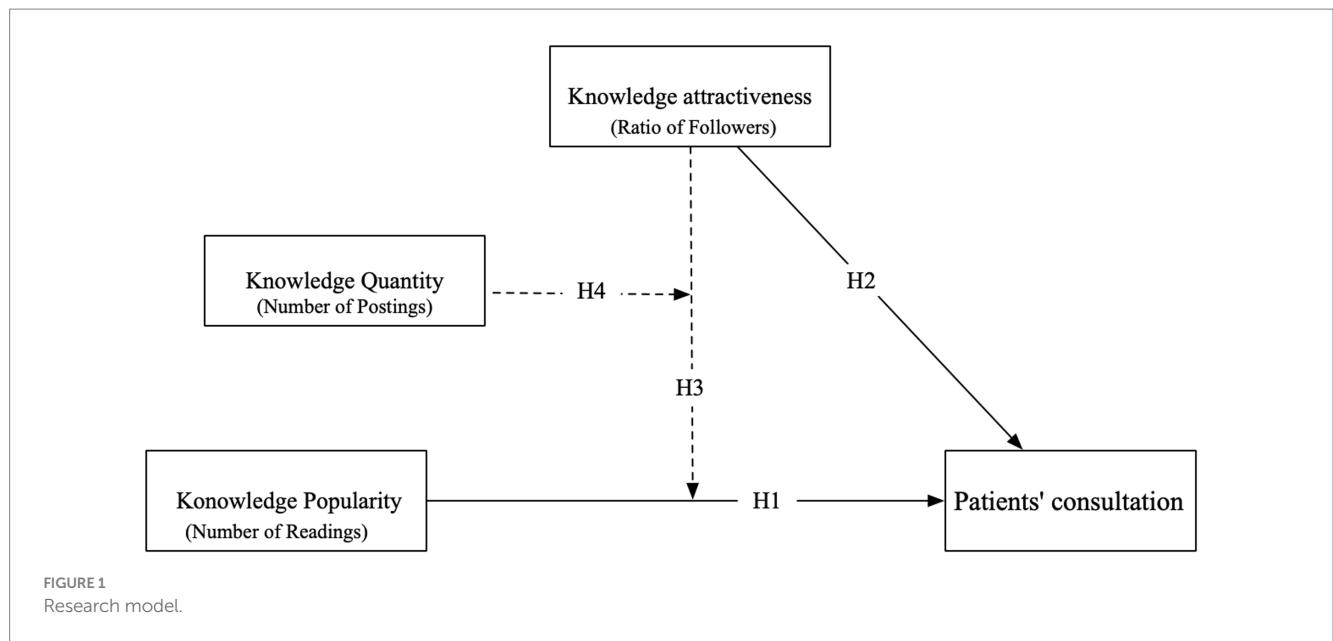 Knowledge attractiveness
(Ratio of Followers)
Knowledge Quantity
(Number of Postings)
H4
H2
H3
Konowledge Popularity
(Number of Readings)
H1
Patients' consultation
FIGURE 1
Research model.